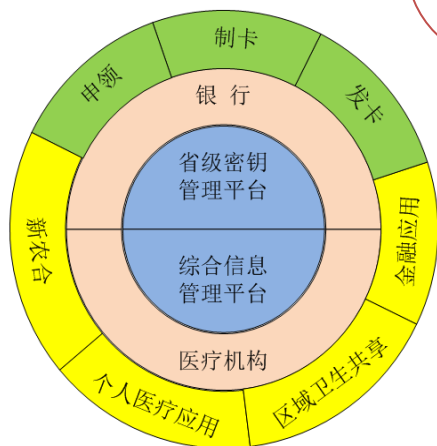 制卡
申领
发卡
银行
省级密钥
管理平台
新农合
金融应用
综合信息
管理平台
医疗机构
个人医疗应用
区域卫生共享